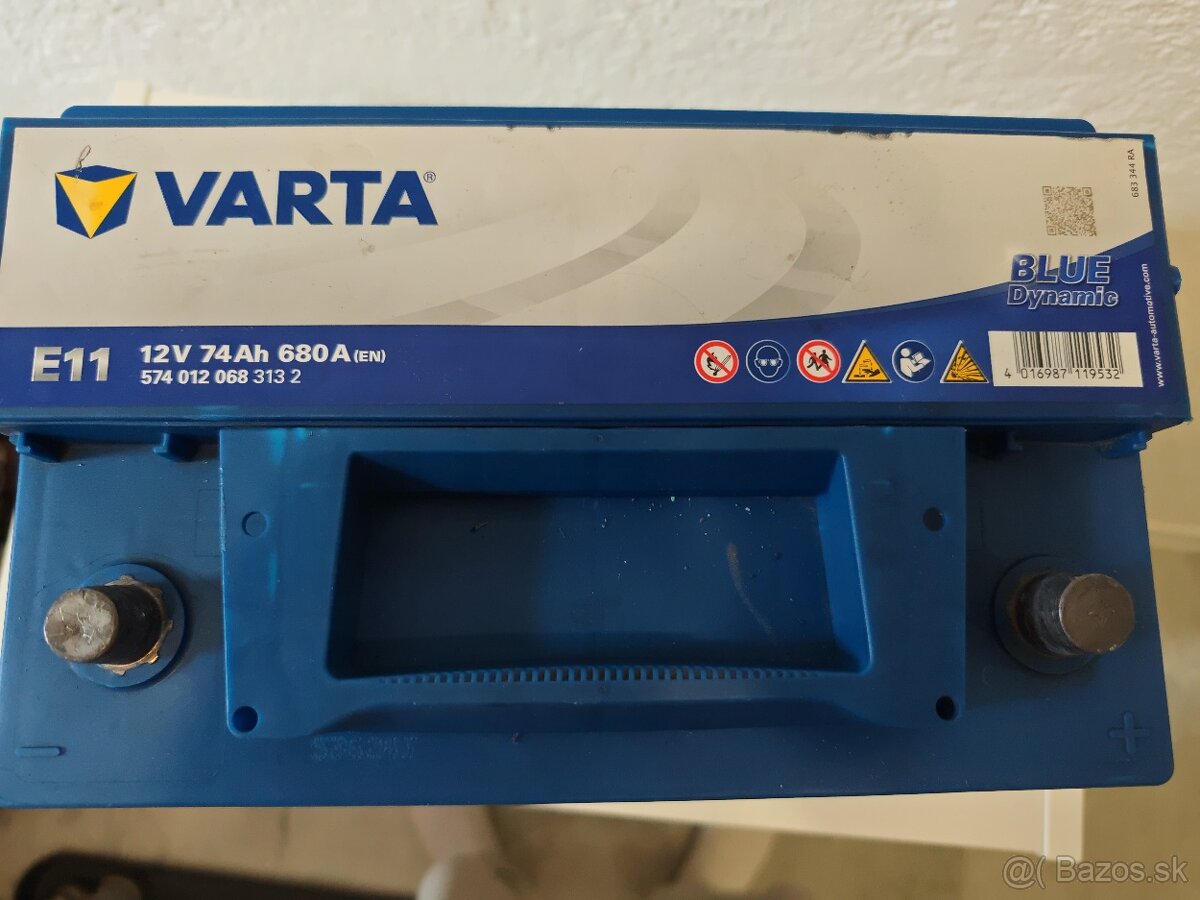 VARTA®
683 344 RA
BLUE
Dynamic
www.varta-automotive.com
E11
12V 74Ah 680A (EN)
574 012 068 313 2
4 016987 119532
−
+
@( Bazos.sk